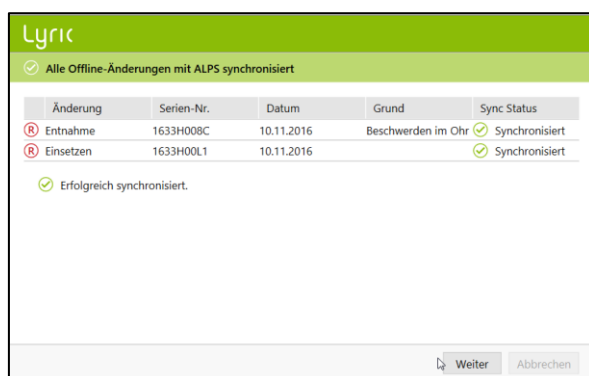 Lyric
Alle Offline-Änderungen mit ALPS synchronisiert
Änderung Serien-Nr. Datum Grund Sync Status
R Entnahme 1633H008C 10.11.2016 Beschwerden im Ohr Synchronisiert
R Einsetzen 1633H00L1 10.11.2016 Synchronisiert
Erfolgreich synchronisiert.
Weiter Abbrechen